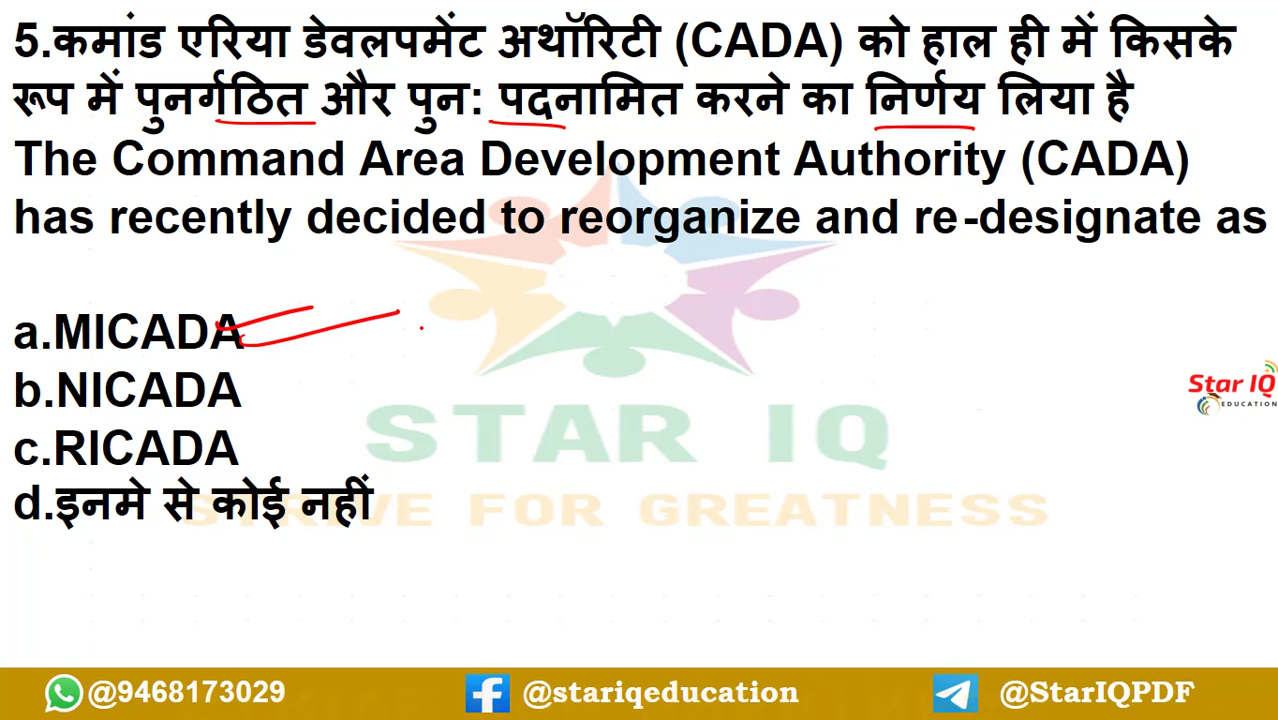 5.कमांड एरिया डेवलपमेंट अथॉरिटी (CADA) को हाल ही में किसके
रूप में पुनर्गठित और पुन: पदनामित करने का निर्णय लिया है
The Command Area Development Authority (CADA)
has recently decided to reorganize and re-designate as
a.MICADA
b.NICADA
c.RICADA
d.इनमे से कोई नहीं
STAR IQ
STRIVE FOR GREATNESS
Star IQ
EDUCATION
@9468173029
@stariqeducation
@StarIQPDF